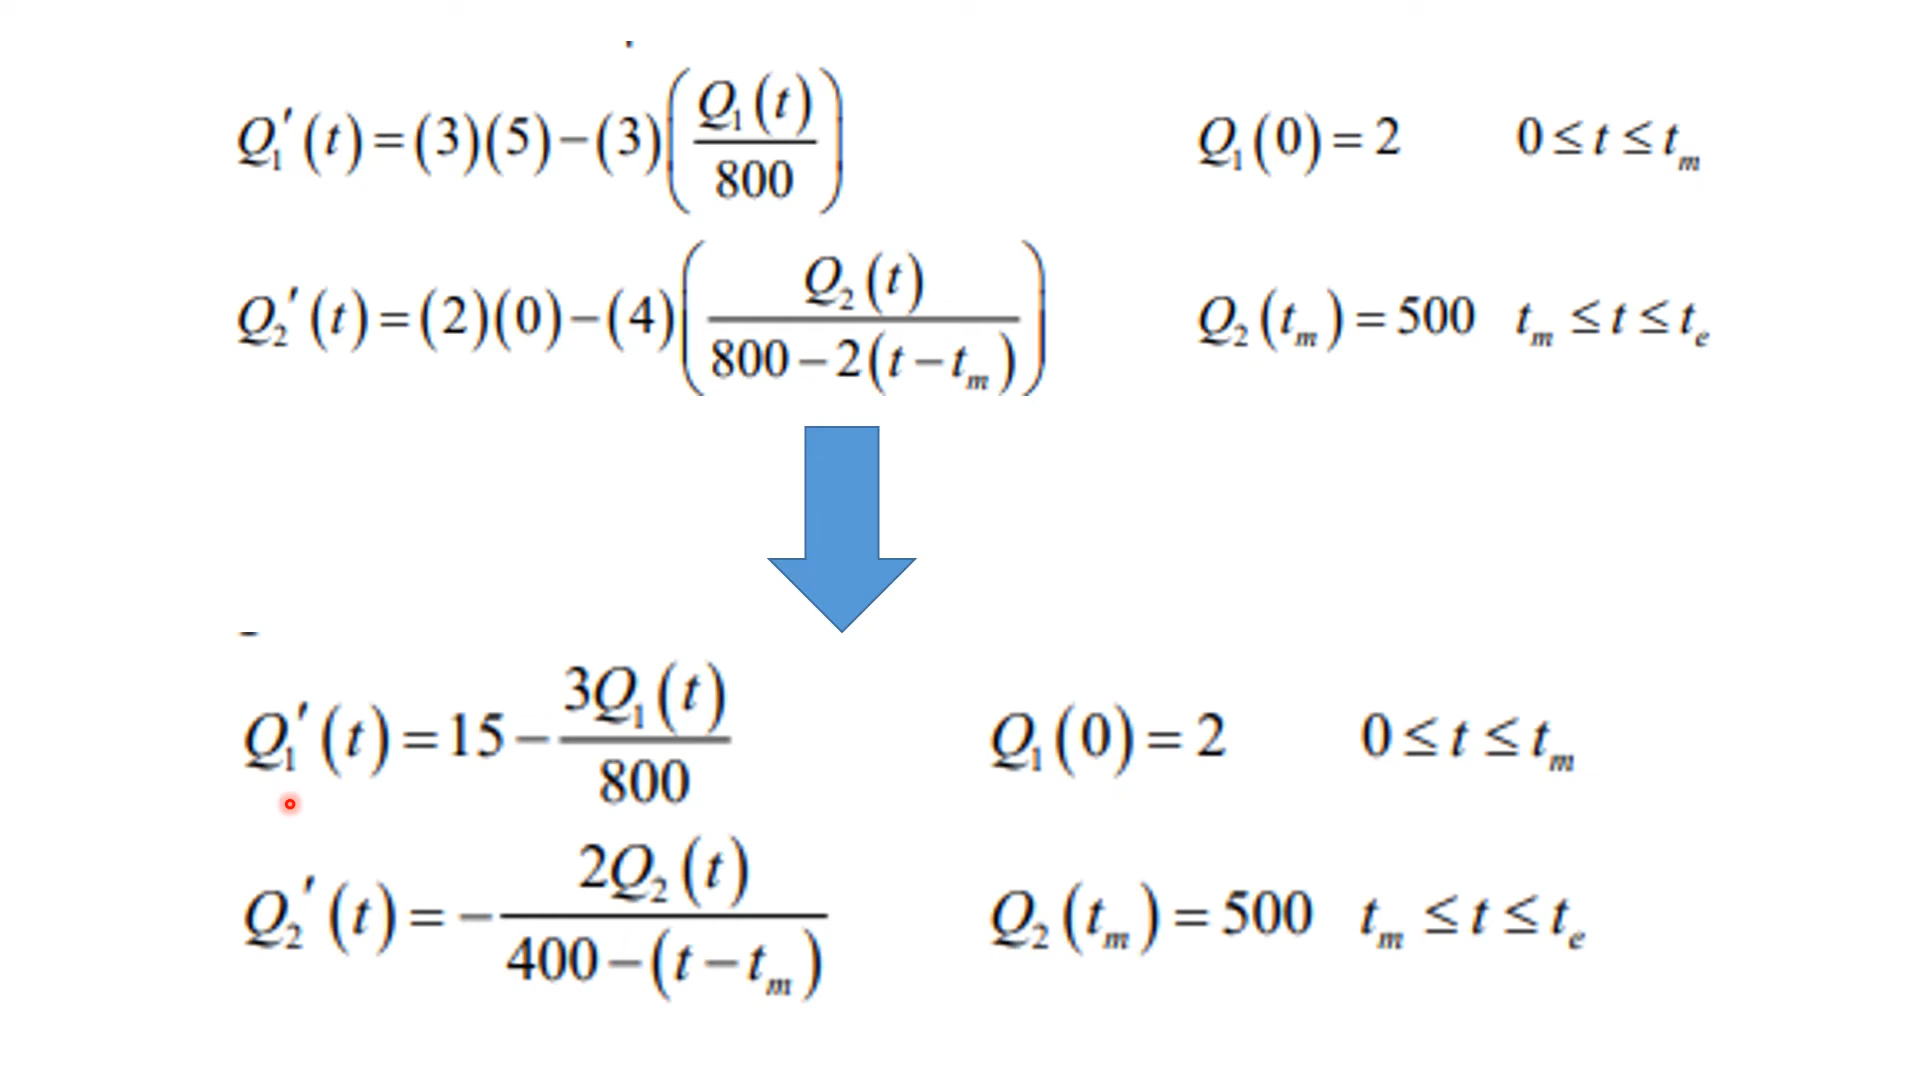 Q₁′(t) = (3)(5) − (3)(Q₁(t)/800)    Q₁(0) = 2    0 ≤ t ≤ tₘ
Q₂′(t) = (2)(0) − (4)(Q₂(t)/(800 − 2(t − tₘ)))    Q₂(tₘ) = 500    tₘ ≤ t ≤ tₑ
Q₁′(t) = 15 − 3Q₁(t)/800    Q₁(0) = 2    0 ≤ t ≤ tₘ
Q₂′(t) = − 2Q₂(t)/(400 − (t − tₘ))    Q₂(tₘ) = 500    tₘ ≤ t ≤ tₑ